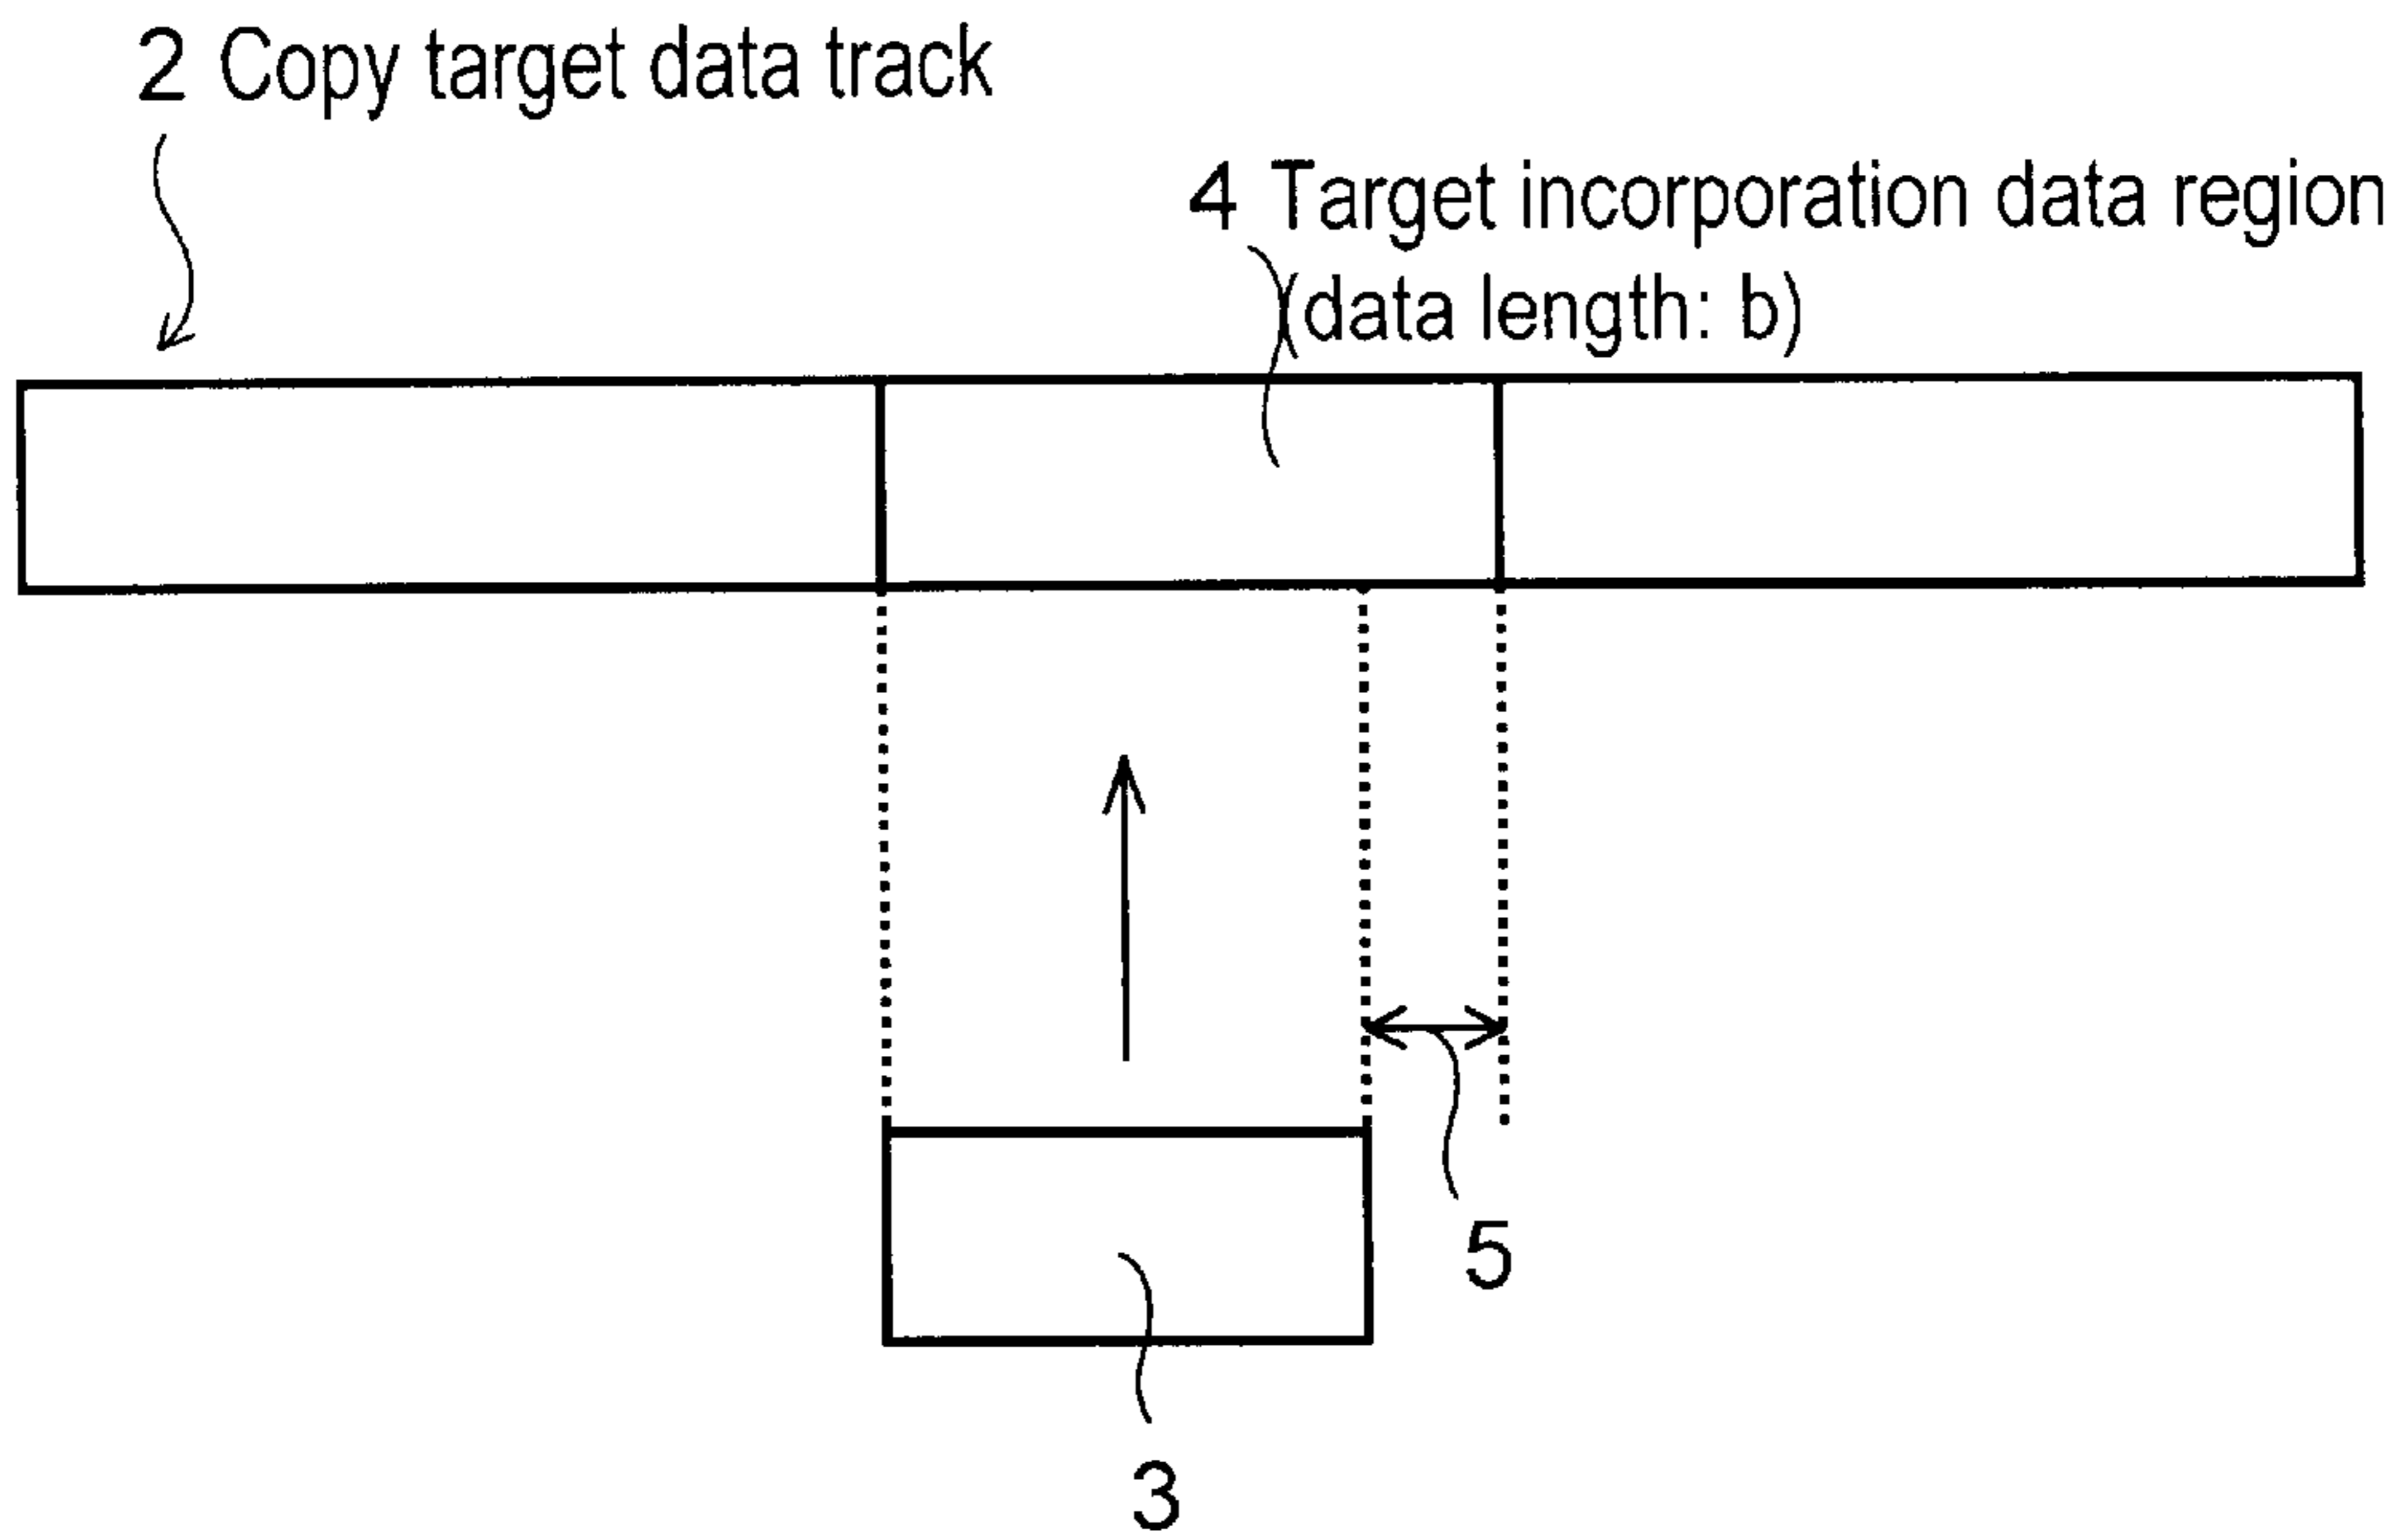 2 Copy target data track
4 Target incorporation data region
(data length: b)
5
3